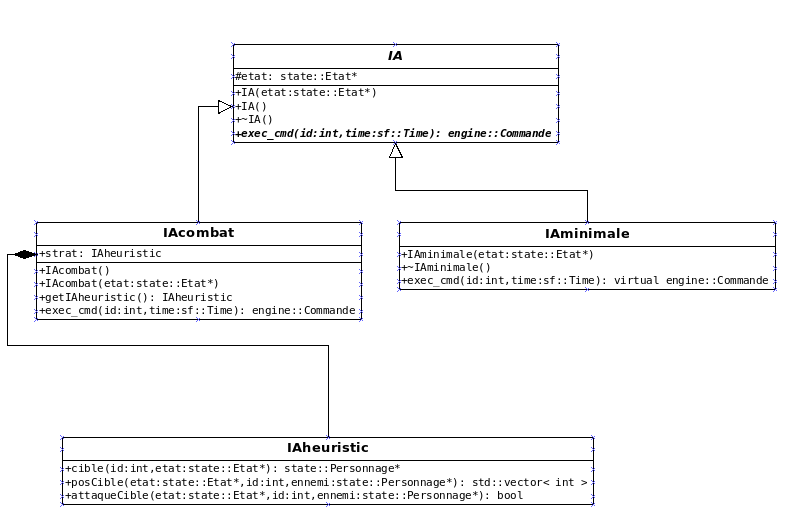 IA
#etat: state::Etat*
+IA(etat:state::Etat*)
+IA()
+~IA()
+exec_cmd(id:int,time:sf::Time): engine::Commande
IAcombat
+strat: IAheuristic
+IAcombat()
+IAcombat(etat:state::Etat*)
+getIAheuristic(): IAheuristic
+exec_cmd(id:int,time:sf::Time): engine::Commande
IAminimale
+IAminimale(etat:state::Etat*)
+~IAminimale()
+exec_cmd(id:int,time:sf::Time): virtual engine::Commande
IAheuristic
+cible(id:int,etat:state::Etat*): state::Personnage*
+posCible(etat:state::Etat*,id:int,ennemi:state::Personnage*): std::vector< int >
+attaqueCible(etat:state::Etat*,id:int,ennemi:state::Personnage*): bool